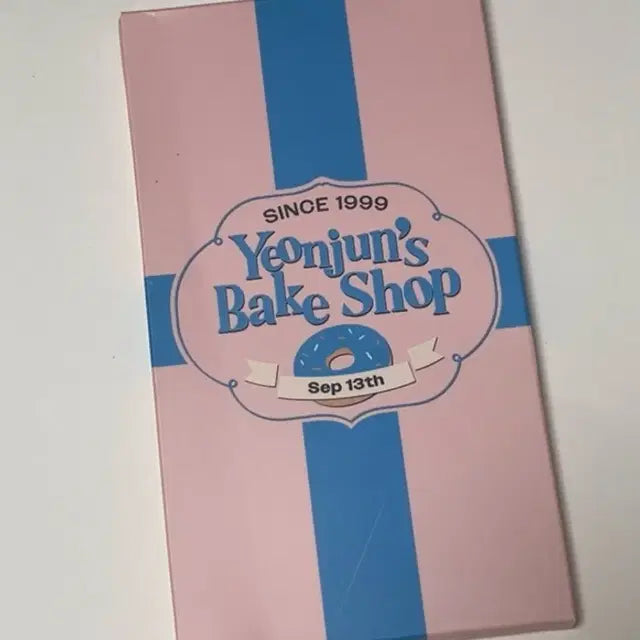 SINCE 1999
Yeonjun's
Bake Shop
Sep 13th